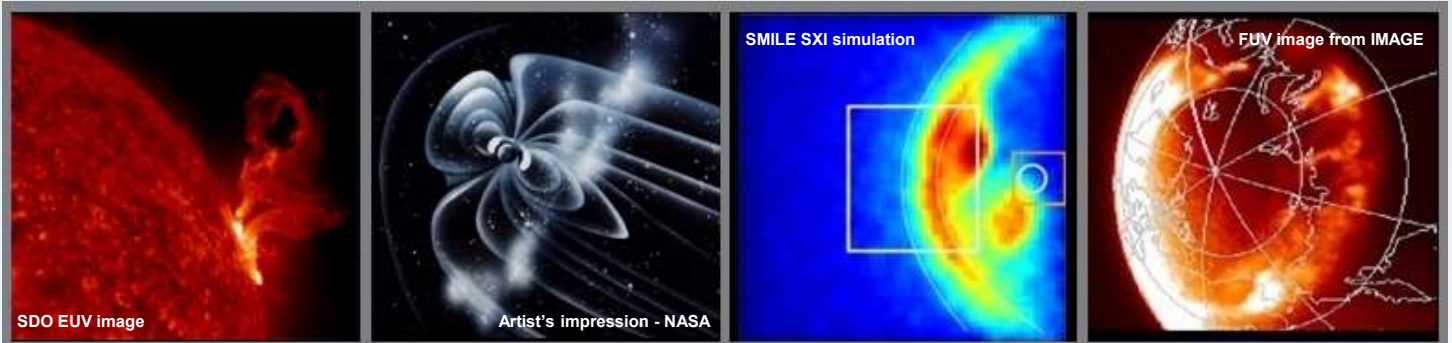 SDO EUV image
Artist's impression - NASA
SMILE SXI simulation
FUV image from IMAGE